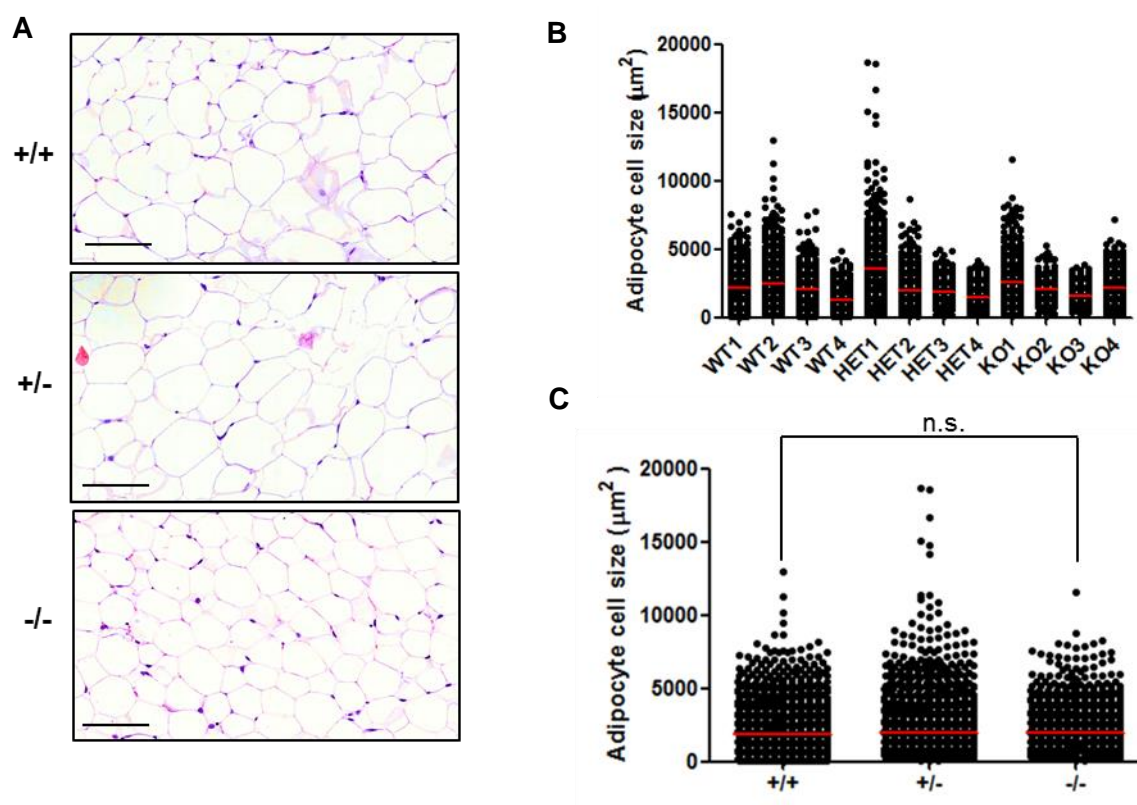 A
+/+
+/-
-/-
B
Adipocyte cell size (µm²)
20000
15000
10000
5000
0
WT1 WT2 WT3 WT4 HET1 HET2 HET3 HET4 KO1 KO2 KO3 KO4
C
n.s.
Adipocyte cell size (µm²)
20000
15000
10000
5000
0
+/+ +/- -/-